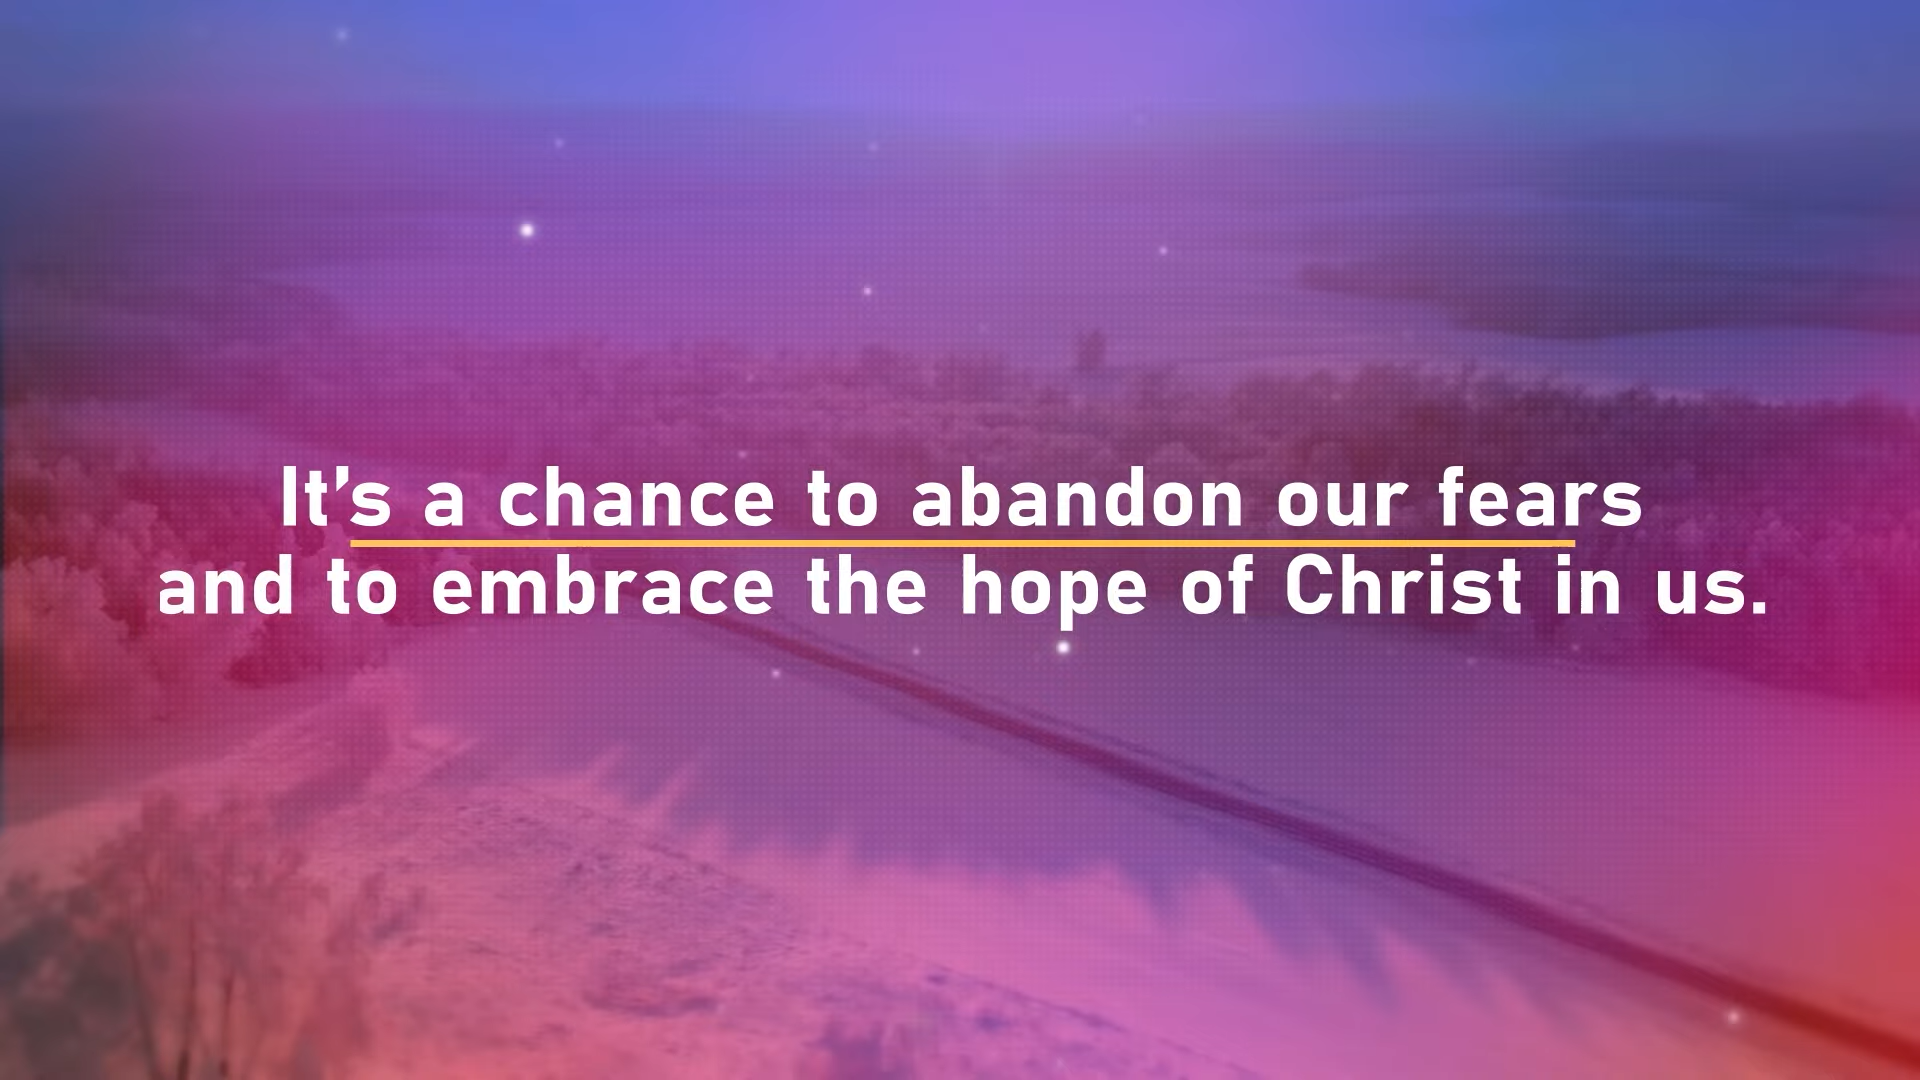 It’s a chance to abandon our fears
and to embrace the hope of Christ in us.